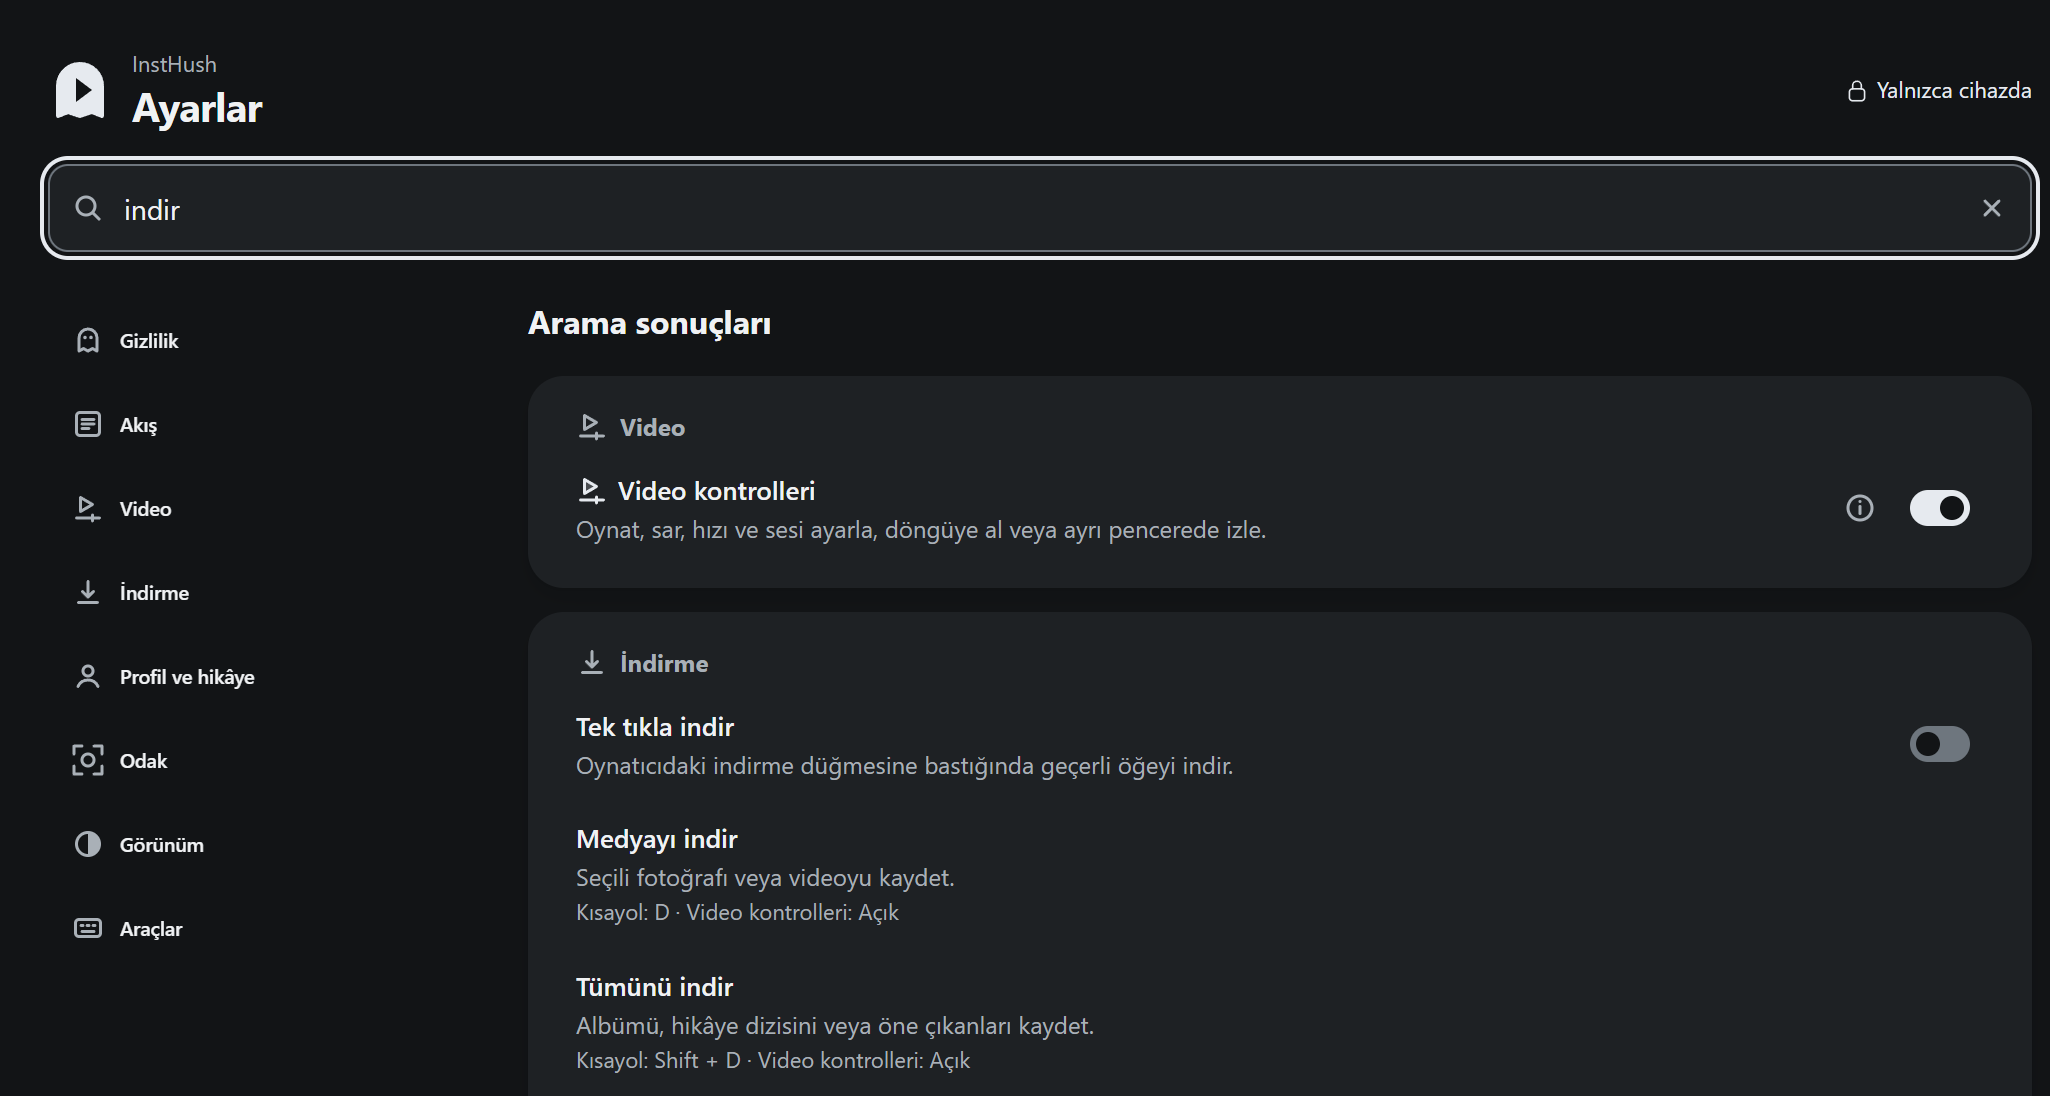 InstHush
Ayarlar
Yalnızca cihazda
indir
Gizlilik
Akış
Video
İndirme
Profil ve hikâye
Odak
Görünüm
Araçlar
Arama sonuçları
Video
Video kontrolleri
Oynat, sar, hızı ve sesi ayarla, döngüye al veya ayrı pencerede izle.
İndirme
Tek tıkla indir
Oynatıcıdaki indirme düğmesine bastığında geçerli öğeyi indir.
Medyayı indir
Seçili fotoğrafı veya videoyu kaydet.
Kısayol: D · Video kontrolleri: Açık
Tümünü indir
Albümü, hikâye dizisini veya öne çıkanları kaydet.
Kısayol: Shift + D · Video kontrolleri: Açık